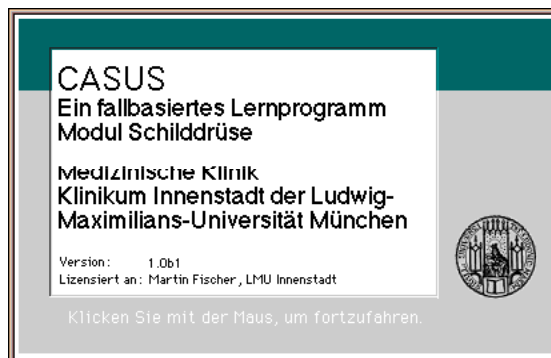 CASUS
Ein fallbasiertes Lernprogramm
Modul Schilddrüse
Medizinische Klinik
Klinikum Innenstadt der Ludwig-
Maximilians-Universität München
Version: 1.0b1
Lizensiert an: Martin Fischer, LMU Innenstadt
Klicken Sie mit der Maus, um fortzufahren.